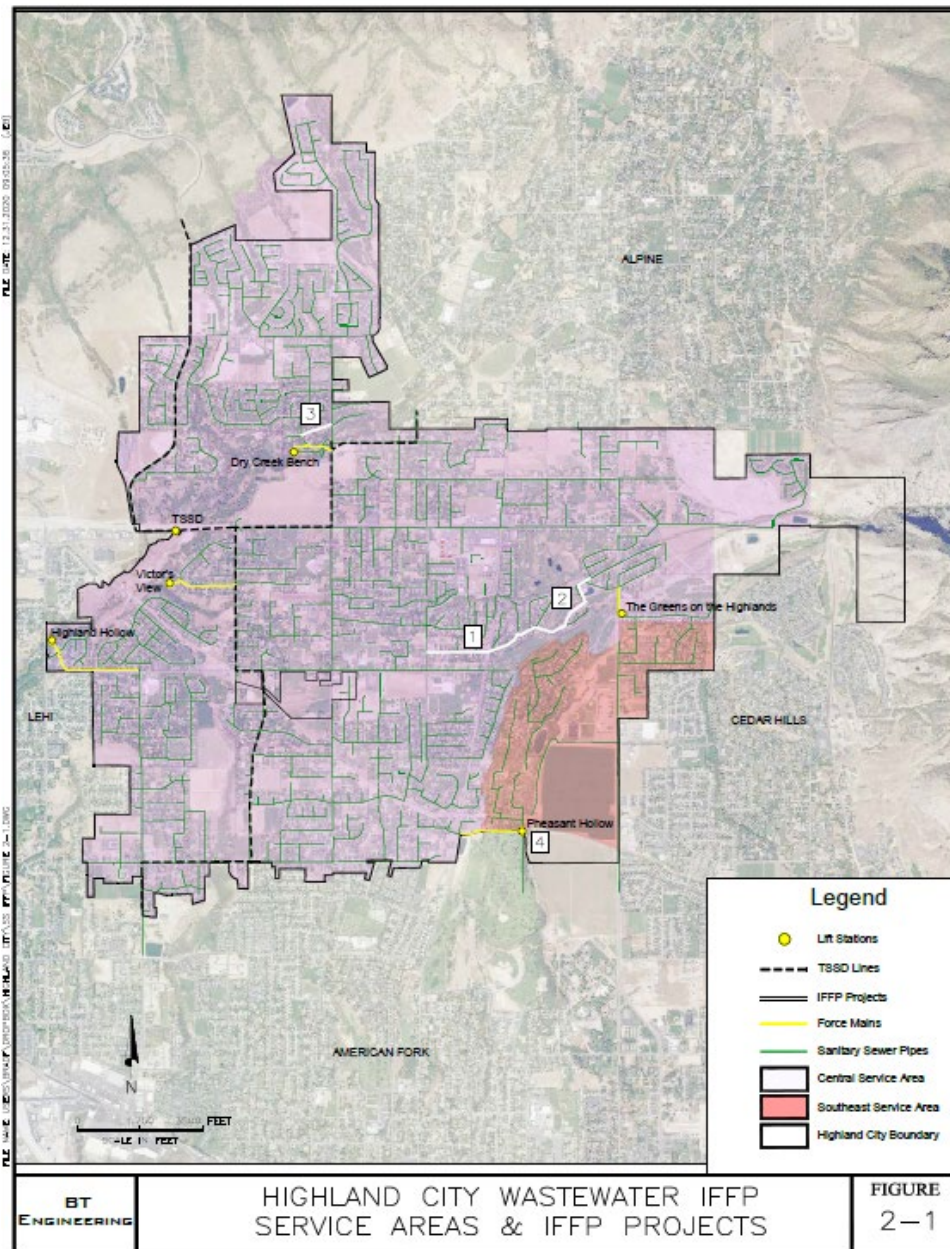 ALPINE
3
Dry Creek Bench
TSSD
Victor's
View
2
The Greens on the Highlands
1
Highland Hollow
LEHI
CEDAR HILLS
Pheasant Hollow
4
AMERICAN FORK
N
FEET
SCALE IN FEET
Legend
Lift Stations
TSSD Lines
IFFP Projects
Force Mains
Sanitary Sewer Pipes
Central Service Area
Southeast Service Area
Highland City Boundary
BT
ENGINEERING
HIGHLAND CITY WASTEWATER IFFP
SERVICE AREAS & IFFP PROJECTS
FIGURE
2-1